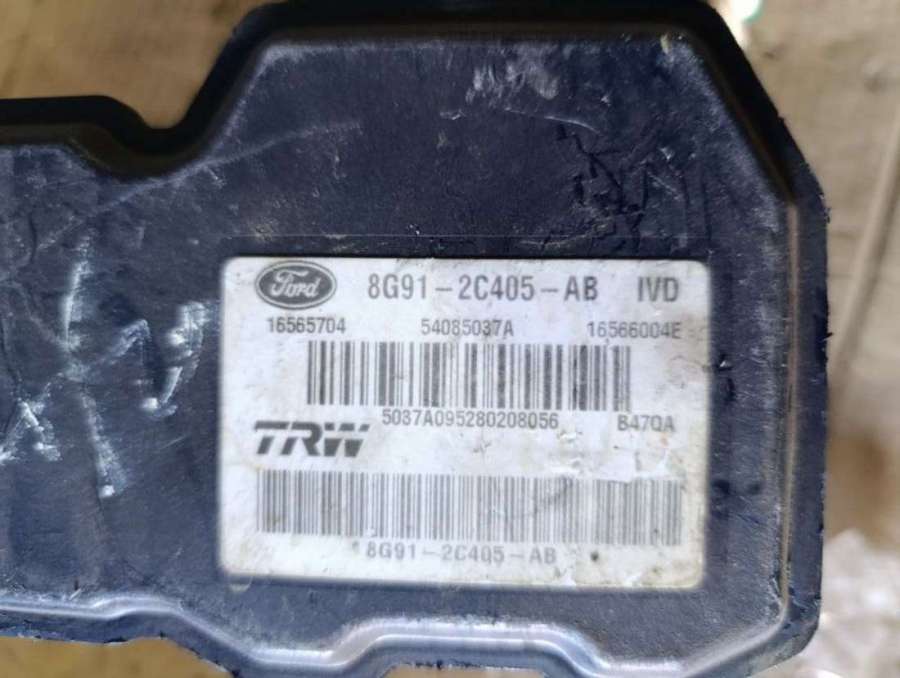 Ford 8G91-2C405-AB IVD
16565704 54085037A 16566004E
5037A095280208056 B47QA
TRW
*8G91-2C405-AB